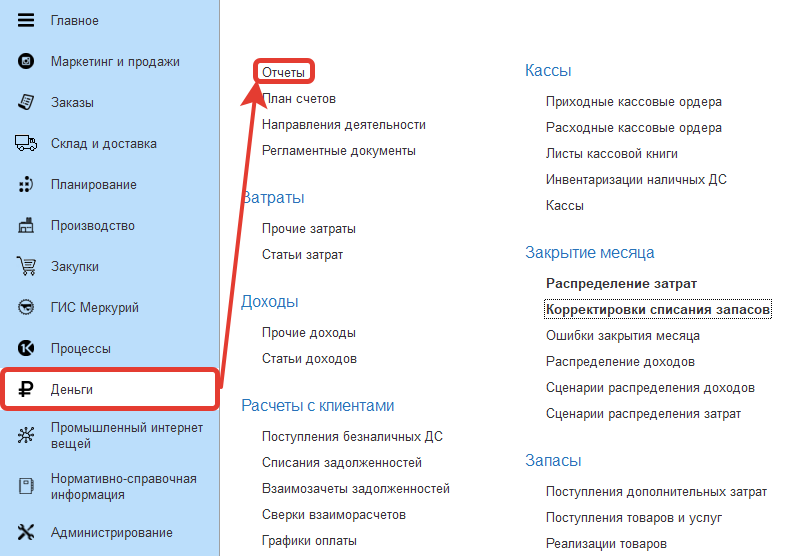 Главное
Маркетинг и продажи
Заказы
Склад и доставка
Планирование
Производство
Закупки
ГИС Меркурий
Процессы
Деньги
Промышленный интернет
вещей
Нормативно-справочная
информация
Администрирование
Отчеты
План счетов
Направления деятельности
Регламентные документы
Затраты
Прочие затраты
Статьи затрат
Доходы
Прочие доходы
Статьи доходов
Расчеты с клиентами
Поступления безналичных ДС
Списания задолженностей
Взаимозачеты задолженностей
Сверки взаиморасчетов
Графики оплаты
Кассы
Приходные кассовые ордера
Расходные кассовые ордера
Листы кассовой книги
Инвентаризации наличных ДС
Кассы
Закрытие месяца
Распределение затрат
Корректировки списания запасов
Ошибки закрытия месяца
Распределение доходов
Сценарии распределения доходов
Сценарии распределения затрат
Запасы
Поступления дополнительных затрат
Поступления товаров и услуг
Реализации товаров